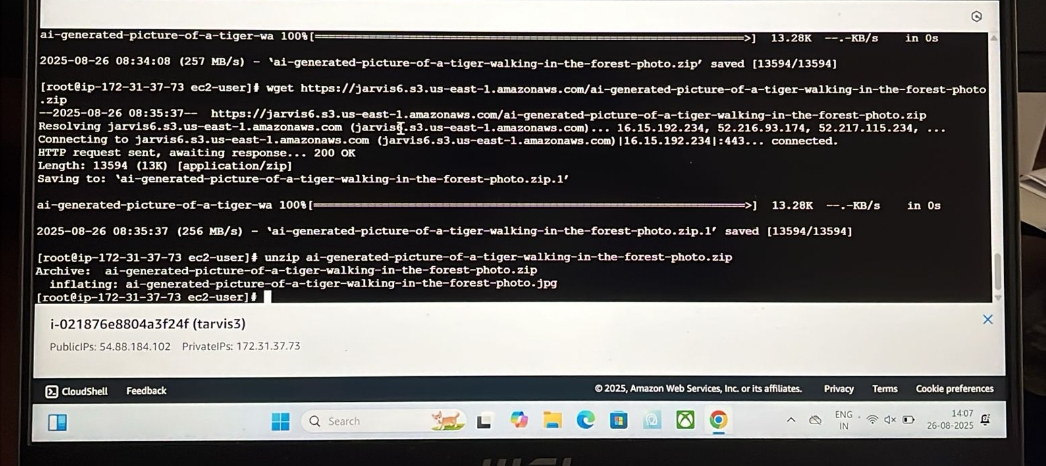 ai-generated-picture-of-a-tiger-wa 100%[===================================================================>]  13.28K  --.-KB/s    in 0s
2025-08-26 08:34:08 (257 MB/s) - ‘ai-generated-picture-of-a-tiger-walking-in-the-forest-photo.zip’ saved [13594/13594]
[root@ip-172-31-37-73 ec2-user]# wget https://jarvis6.s3.us-east-1.amazonaws.com/ai-generated-picture-of-a-tiger-walking-in-the-forest-photo
.zip
--2025-08-26 08:35:37--  https://jarvis6.s3.us-east-1.amazonaws.com/ai-generated-picture-of-a-tiger-walking-in-the-forest-photo.zip
Resolving jarvis6.s3.us-east-1.amazonaws.com (jarvis6.s3.us-east-1.amazonaws.com)... 16.15.192.234, 52.216.93.174, 52.217.115.234, ...
Connecting to jarvis6.s3.us-east-1.amazonaws.com (jarvis6.s3.us-east-1.amazonaws.com)|16.15.192.234|:443... connected.
HTTP request sent, awaiting response... 200 OK
Length: 13594 (13K) [application/zip]
Saving to: ‘ai-generated-picture-of-a-tiger-walking-in-the-forest-photo.zip.1’
ai-generated-picture-of-a-tiger-wa 100%[===================================================================>]  13.28K  --.-KB/s    in 0s
2025-08-26 08:35:37 (256 MB/s) - ‘ai-generated-picture-of-a-tiger-walking-in-the-forest-photo.zip.1’ saved [13594/13594]
[root@ip-172-31-37-73 ec2-user]# unzip ai-generated-picture-of-a-tiger-walking-in-the-forest-photo.zip
Archive:  ai-generated-picture-of-a-tiger-walking-in-the-forest-photo.zip
  inflating: ai-generated-picture-of-a-tiger-walking-in-the-forest-photo.jpg
[root@ip-172-31-37-73 ec2-user]#
i-021876e8804a3f24f (tarvis3)
PublicIPs: 54.88.184.102   PrivateIPs: 172.31.37.73
CloudShell   Feedback   © 2025, Amazon Web Services, Inc. or its affiliates.   Privacy   Terms   Cookie preferences
Search   ENG   14:07
IN   26-08-2025